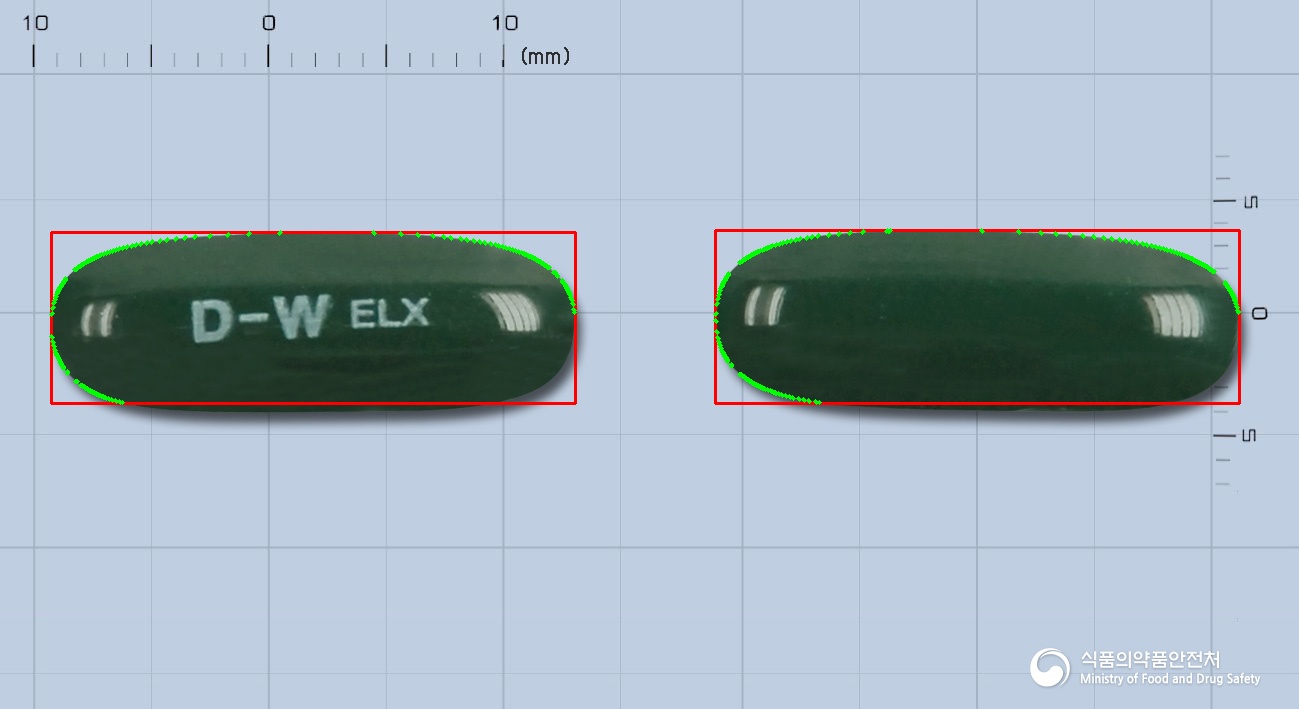 10 0 10
(mm)
5
D-W ELX
0
5
식품의약품안전처
Ministry of Food and Drug Safety